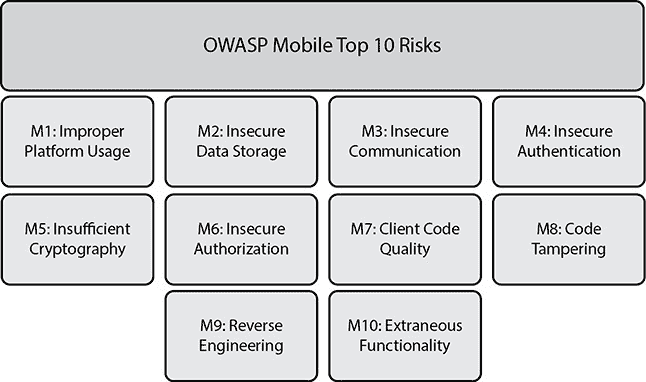 OWASP Mobile Top 10 Risks
M1: Improper
Platform Usage
M2: Insecure
Data Storage
M3: Insecure
Communication
M4: Insecure
Authentication
M5: Insufficient
Cryptography
M6: Insecure
Authorization
M7: Client Code
Quality
M8: Code
Tampering
M9: Reverse
Engineering
M10: Extraneous
Functionality